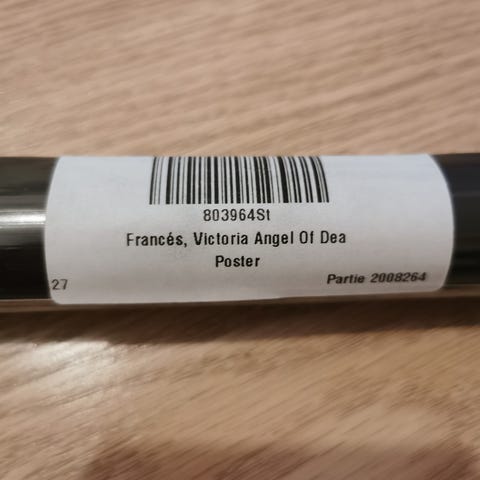 803964St
Francés, Victoria Angel Of Dea
Poster
27
Partie 2008264